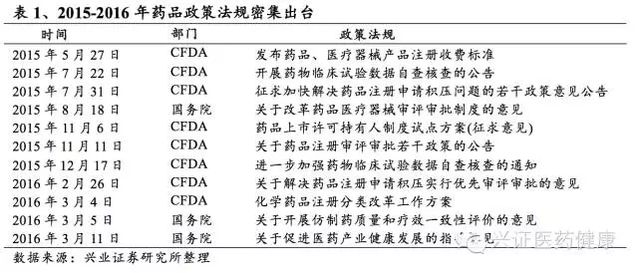 表 1、2015-2016 年药品政策法规密集出台
时间 部门 政策法规
2015 年 5 月 27 日 CFDA 发布药品、医疗器械产品注册收费标准
2015 年 7 月 22 日 CFDA 开展药物临床试验数据自查核查的公告
2015 年 7 月 31 日 CFDA 征求加快解决药品注册申请积压问题的若干政策意见公告
2015 年 8 月 18 日 国务院 关于改革药品医疗器械审评审批制度的意见
2015 年 11 月 6 日 CFDA 药品上市许可持有人制度试点方案(征求意见)
2015 年 11 月 11 日 CFDA 关于药品注册审评审批若干政策的公告
2015 年 12 月 17 日 CFDA 进一步加强药物临床试验数据自查核查的通知
2016 年 2 月 26 日 CFDA 关于解决药品注册申请积压实行优先审评审批的意见
2016 年 3 月 4 日 CFDA 化学药品注册分类改革工作方案
2016 年 3 月 5 日 国务院 关于开展仿制药质量和疗效一致性评价的意见
2016 年 3 月 11 日 国务院 关于促进医药产业健康发展的指 见
数据来源：兴业证券研究所整理
兴证医药健康